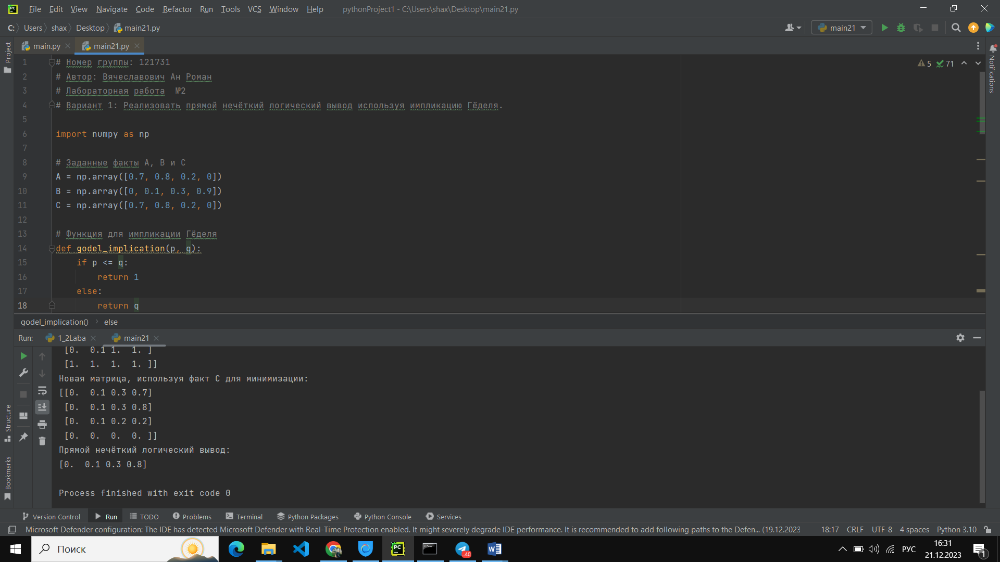 File Edit View Navigate Code Refactor Run Tools VCS Window Help pythonProject1 - C:\Users\shax\Desktop\main21.py
C: Users shax Desktop main21.py main21
main.py main21.py
Project
Notifications
5 71
1 # Номер группы: 121731
2 # Автор: Вячеславович Ан Роман
3 # Лабораторная работа №2
4 # Вариант 1: Реализовать прямой нечёткий логический вывод используя импликацию Гёделя.
5
6 import numpy as np
7
8 # Заданные факты А, В и С
9 A = np.array([0.7, 0.8, 0.2, 0])
10 B = np.array([0, 0.1, 0.3, 0.9])
11 C = np.array([0.7, 0.8, 0.2, 0])
12
13 # Функция для импликации Гёделя
14 def godel_implication(p, q):
15 if p <= q:
16 return 1
17 else:
18 return q
godel_implication() else
Run: 1_2Laba main21
[0. 0.1 1. 1. ]
[1. 1. 1. 1. ]]
Новая матрица, используя факт С для минимизации:
[[0. 0.1 0.3 0.7]
[0. 0.1 0.3 0.8]
[0. 0.1 0.2 0.2]
[0. 0. 0. 0. ]]
Прямой нечёткий логический вывод:
[0. 0.1 0.3 0.8]
Process finished with exit code 0
Structure
Bookmarks
Version Control Run TODO Problems Terminal Python Packages Python Console Services
Microsoft Defender configuration: The IDE has detected Microsoft Defender with Real-Time Protection enabled. It might severely degrade IDE performance. It is recommended to add following paths to the Defen... (19.12.2023 18:17 CRLF UTF-8 4 spaces Python 3.10
Поиск
PC
40
W
РУС
16:31
21.12.2023
1